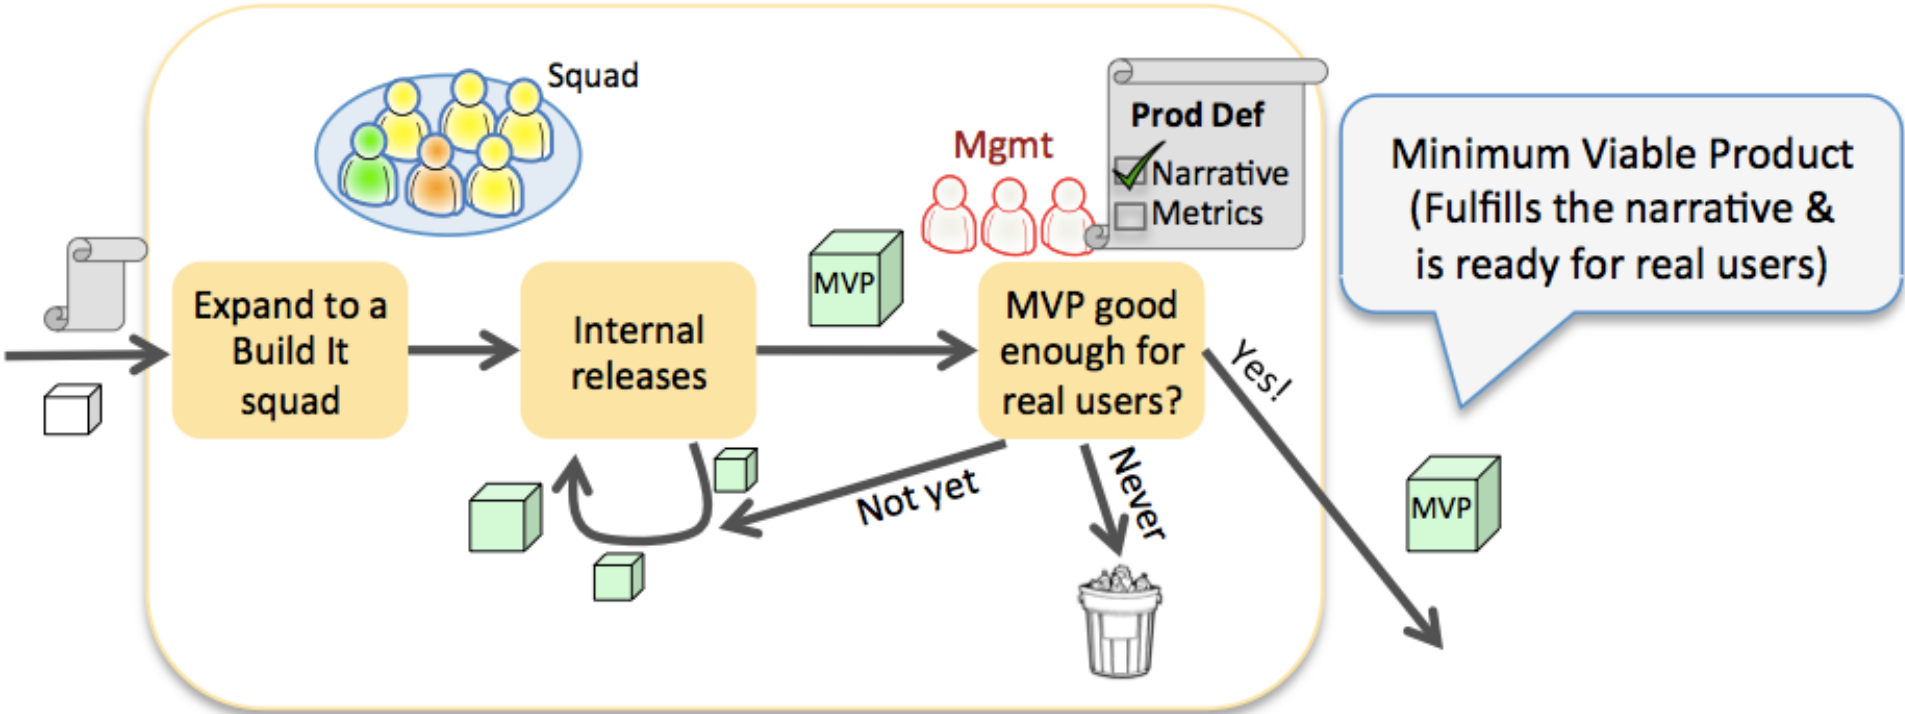 Squad
Mgmt
Prod Def
Narrative
Metrics
Minimum Viable Product
(Fulfills the narrative &
is ready for real users)
Expand to a
Build It
squad
Internal
releases
MVP
MVP good
enough for
real users?
Yes!
Not yet
Never
MVP